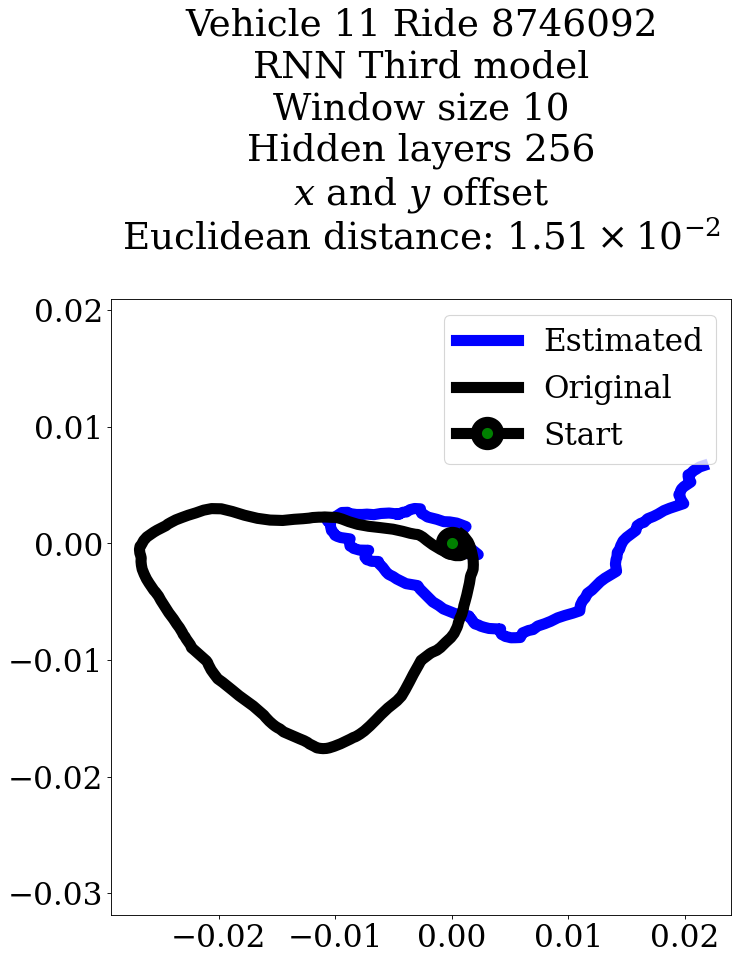 Vehicle 11 Ride 8746092
RNN Third model
Window size 10
Hidden layers 256
x and y offset
Euclidean distance: 1.51 × 10⁻²
0.02
0.01
0.00
−0.01
−0.02
−0.03
Estimated
Original
Start
−0.02 −0.01 0.00 0.01 0.02